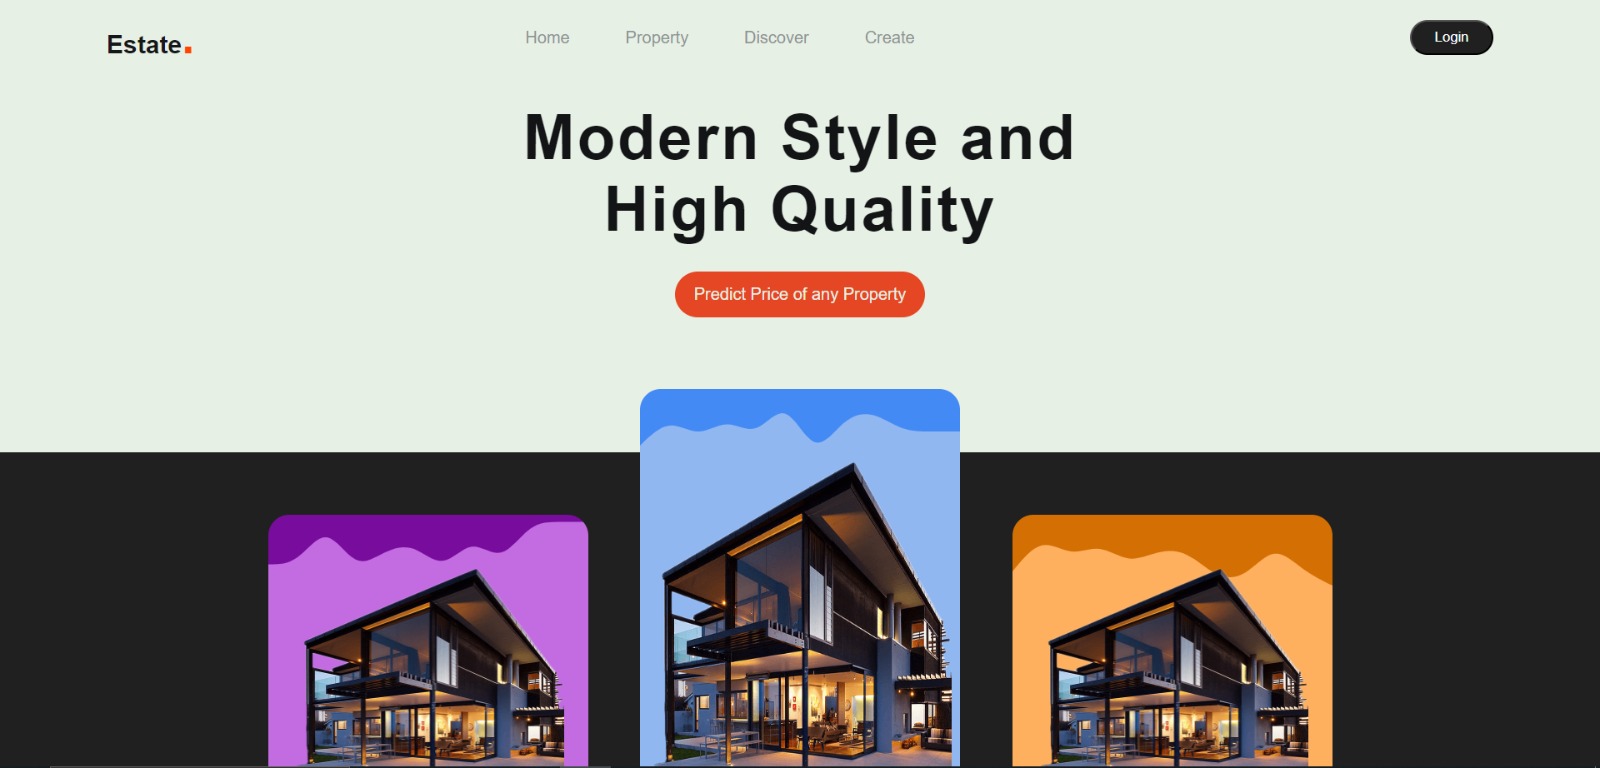 Estate.
Home Property Discover Create
Login
Modern Style and
High Quality
Predict Price of any Property